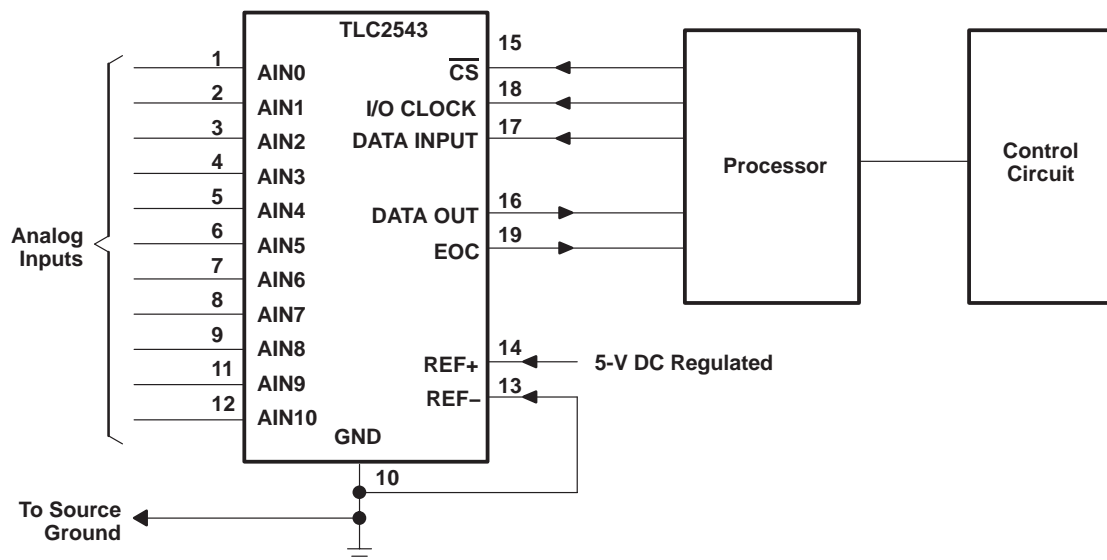 TLC2543
Analog
Inputs
1 AIN0
2 AIN1
3 AIN2
4 AIN3
5 AIN4
6 AIN5
7 AIN6
8 AIN7
9 AIN8
11 AIN9
12 AIN10
CS 15
I/O CLOCK 18
DATA INPUT 17
DATA OUT 16
EOC 19
REF+ 14
5-V DC Regulated
REF– 13
GND
10
To Source
Ground
Processor
Control
Circuit